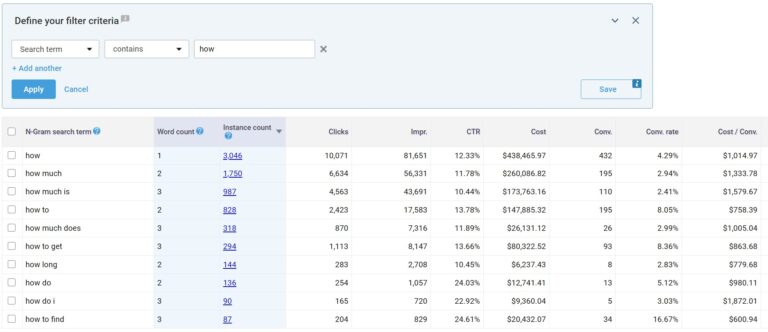 Define your filter criteria
Search term contains how
+ Add another
Apply Cancel Save
N-Gram search term Word count Instance count Clicks Impr. CTR Cost Conv. Conv. rate Cost / Conv.
how 1 3,046 10,071 81,651 12.33% $438,465.97 432 4.29% $1,014.97
how much 2 1,750 6,634 56,331 11.78% $260,086.82 195 2.94% $1,333.78
how much is 3 987 4,563 43,691 10.44% $173,763.16 110 2.41% $1,579.67
how to 2 828 2,423 17,583 13.78% $147,885.32 195 8.05% $758.39
how much does 3 318 870 7,316 11.89% $26,131.12 26 2.99% $1,005.04
how to get 3 294 1,113 8,147 13.66% $80,322.52 93 8.36% $863.68
how long 2 144 283 2,708 10.45% $6,237.43 8 2.83% $779.68
how do 2 136 254 1,057 24.03% $12,741.41 13 5.12% $980.11
how do i 3 90 165 720 22.92% $9,360.04 5 3.03% $1,872.01
how to find 3 87 204 829 24.61% $20,432.07 34 16.67% $600.94